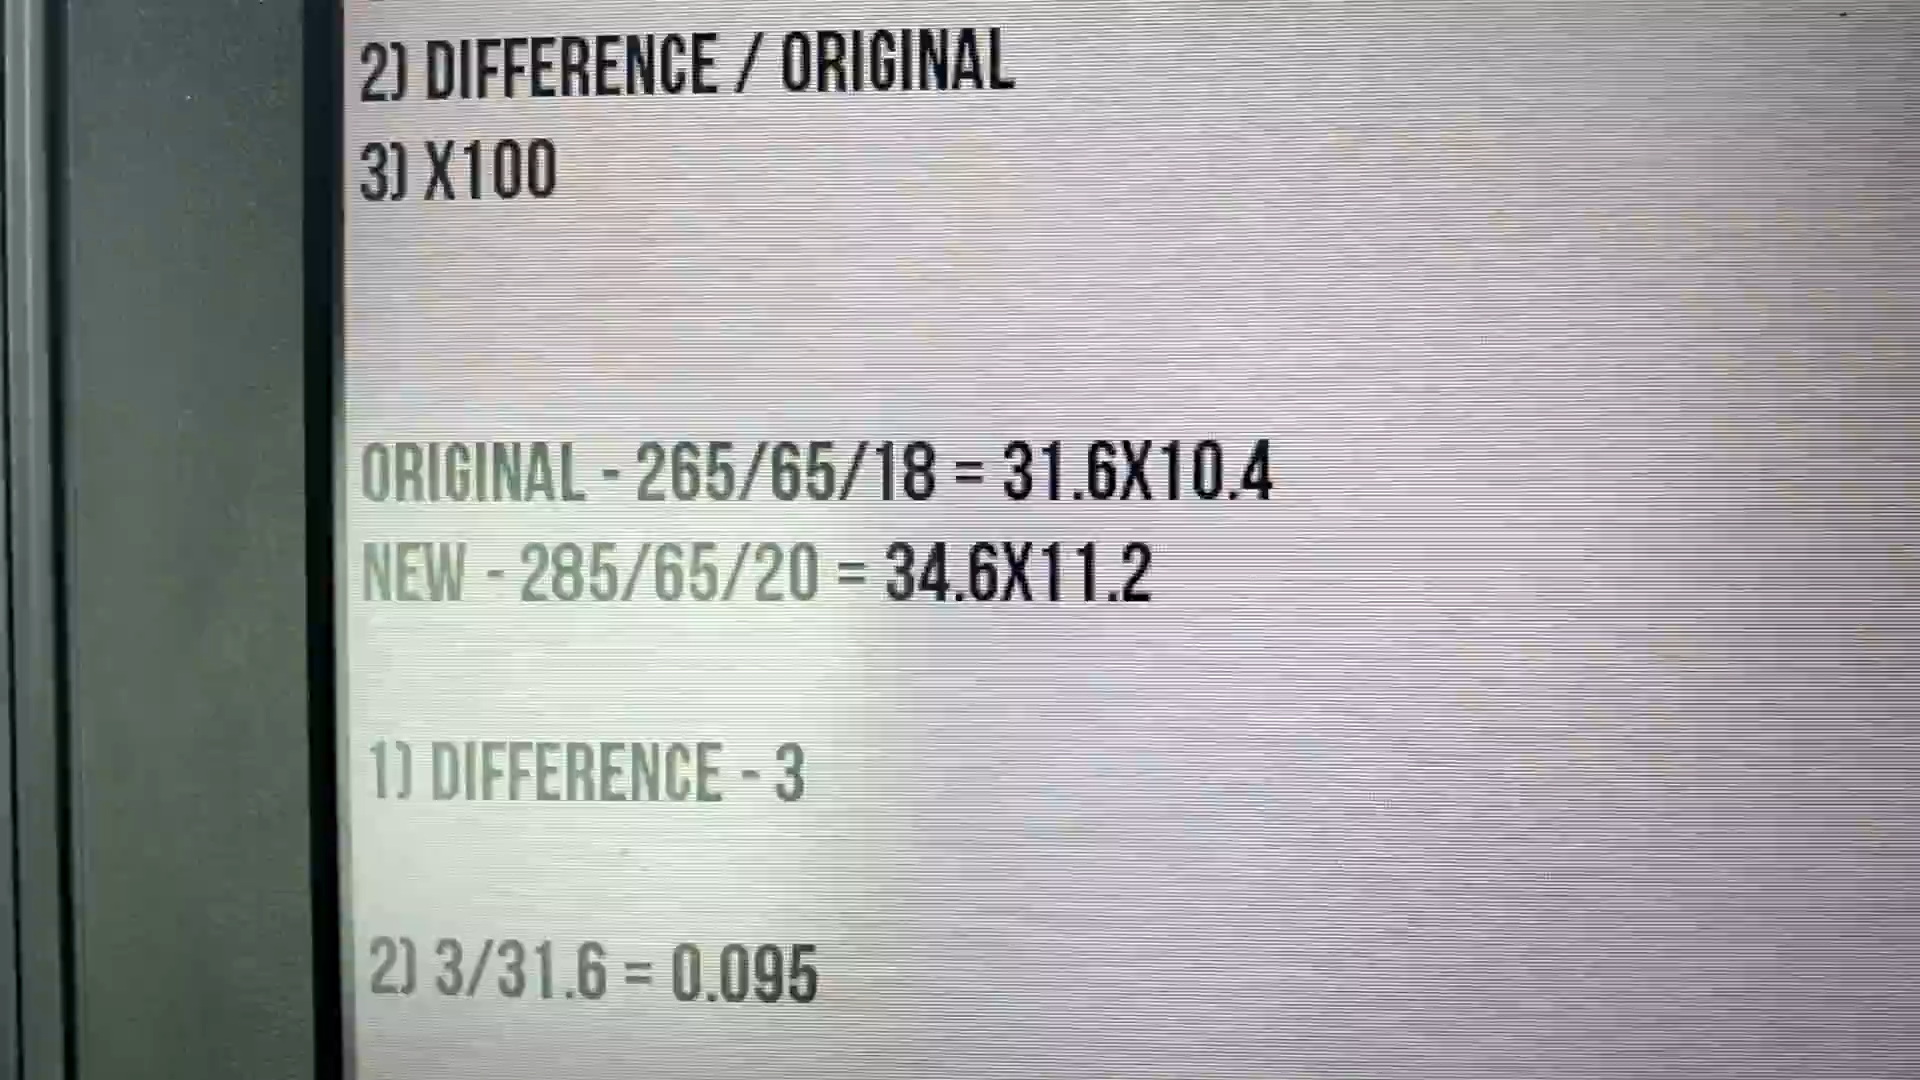 2) DIFFERENCE / ORIGINAL
3) X100
ORIGINAL - 265/65/18 = 31.6X10.4
NEW - 285/65/20 = 34.6X11.2
1) DIFFERENCE - 3
2) 3/31.6 = 0.095